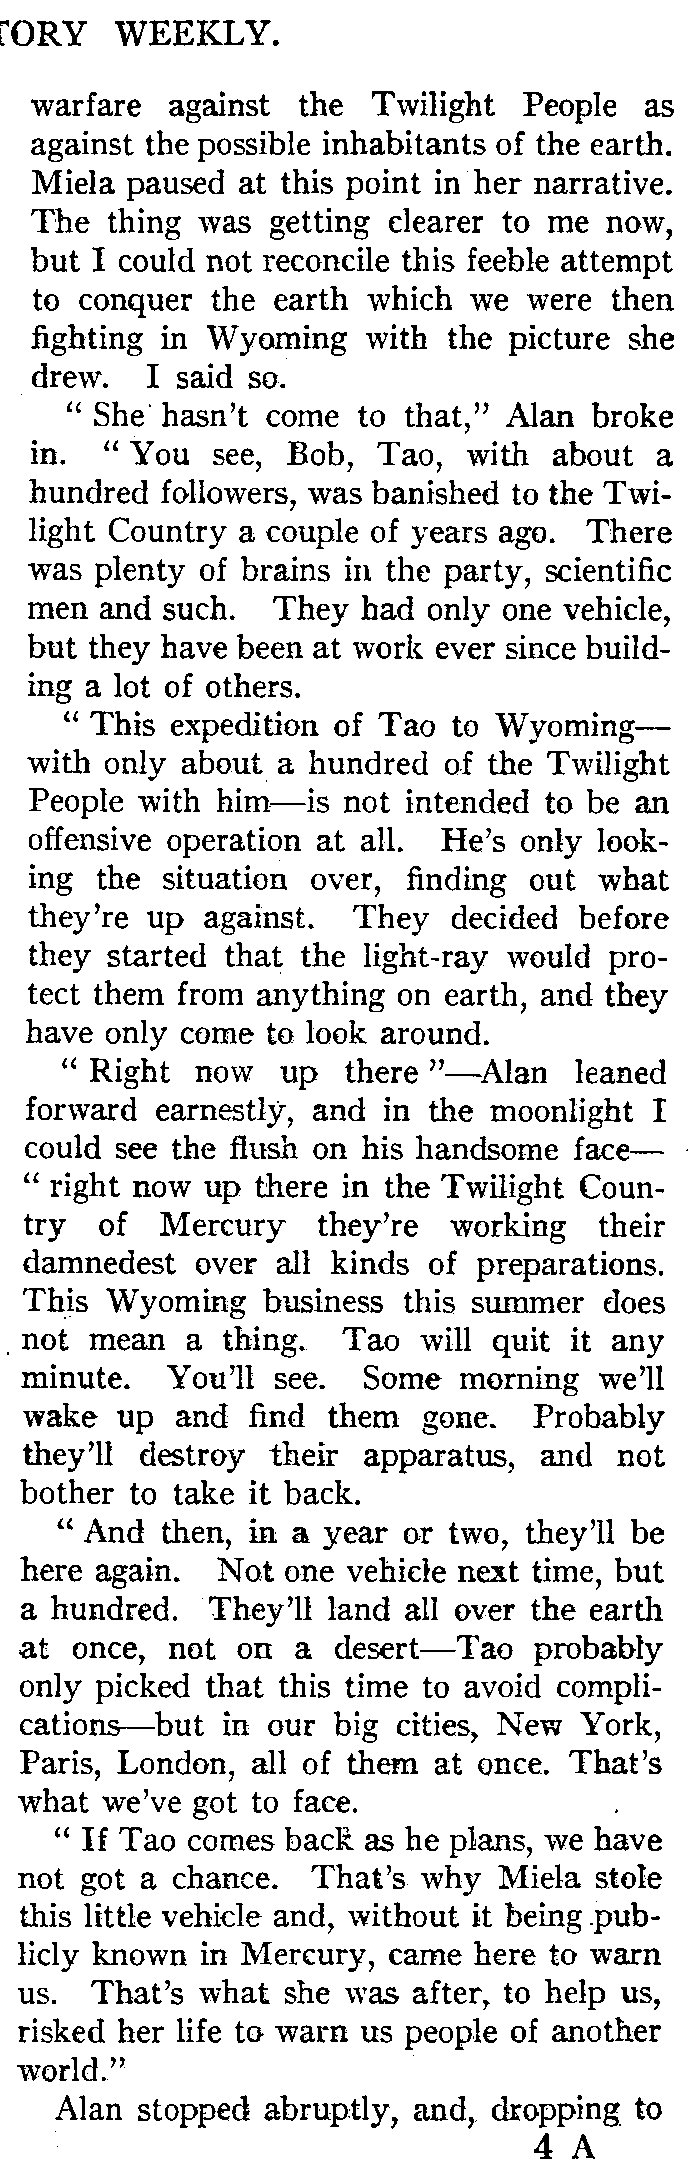 TORY WEEKLY.
warfare against the Twilight People as
against the possible inhabitants of the earth.
Miela paused at this point in her narrative.
The thing was getting clearer to me now,
but I could not reconcile this feeble attempt
to conquer the earth which we were then
fighting in Wyoming with the picture she
drew. I said so.
" She hasn't come to that," Alan broke
in. " You see, Bob, Tao, with about a
hundred followers, was banished to the Twi-
light Country a couple of years ago. There
was plenty of brains in the party, scientific
men and such. They had only one vehicle,
but they have been at work ever since build-
ing a lot of others.
" This expedition of Tao to Wyoming—
with only about a hundred of the Twilight
People with him—is not intended to be an
offensive operation at all. He's only look-
ing the situation over, finding out what
they're up against. They decided before
they started that the light-ray would pro-
tect them from anything on earth, and they
have only come to look around.
" Right now up there "—Alan leaned
forward earnestly, and in the moonlight I
could see the flush on his handsome face—
" right now up there in the Twilight Coun-
try of Mercury they're working their
damnedest over all kinds of preparations.
This Wyoming business this summer does
not mean a thing. Tao will quit it any
minute. You'll see. Some morning we'll
wake up and find them gone. Probably
they'll destroy their apparatus, and not
bother to take it back.
" And then, in a year or two, they'll be
here again. Not one vehicle next time, but
a hundred. They'll land all over the earth
at once, not on a desert—Tao probably
only picked that this time to avoid compli-
cations—but in our big cities, New York,
Paris, London, all of them at once. That's
what we've got to face.
" If Tao comes back as he plans, we have
not got a chance. That's why Miela stole
this little vehicle and, without it being pub-
licly known in Mercury, came here to warn
us. That's what she was after, to help us,
risked her life to warn us people of another
world."
Alan stopped abruptly, and, dropping to
4 A